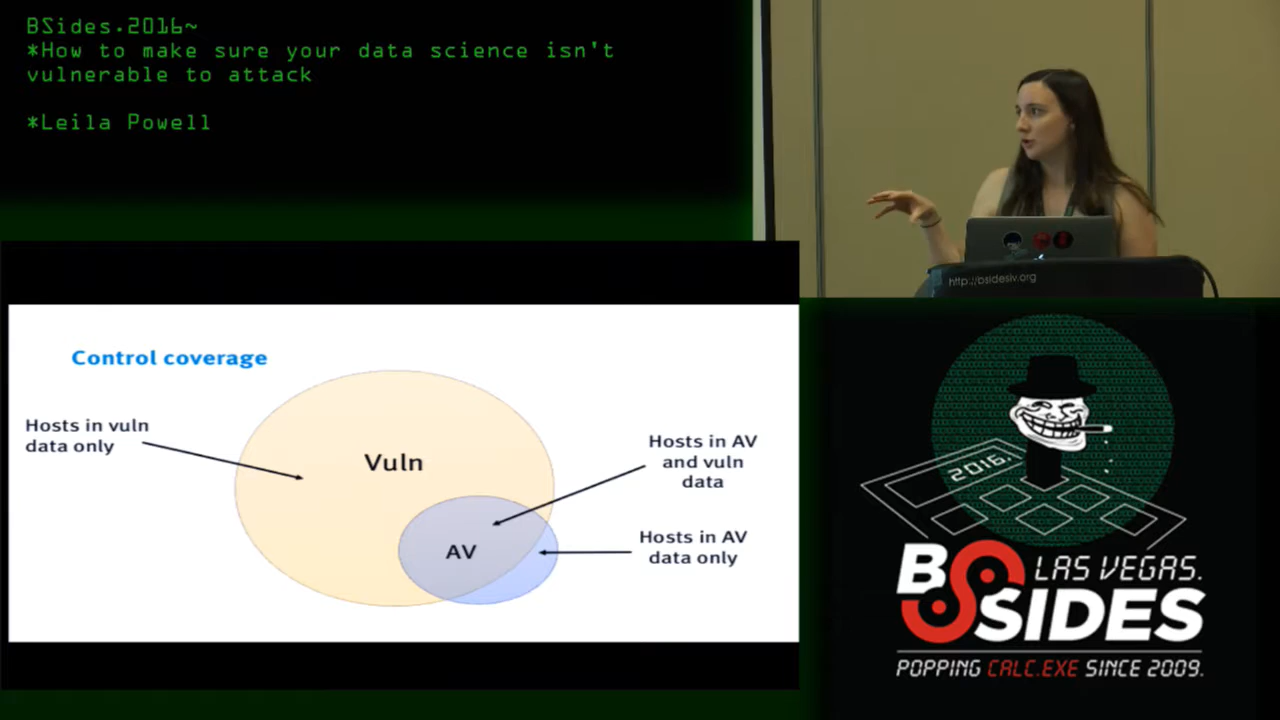 BSides.2016~
*How to make sure your data science isn't
vulnerable to attack
*Leila Powell
http://bsideslv.org
Control coverage
Hosts in vuln
data only
Vuln
Hosts in AV
and vuln
data
AV
Hosts in AV
data only
2016.
BSIDES
LAS VEGAS.
POPPING CALC.EXE SINCE 2009.